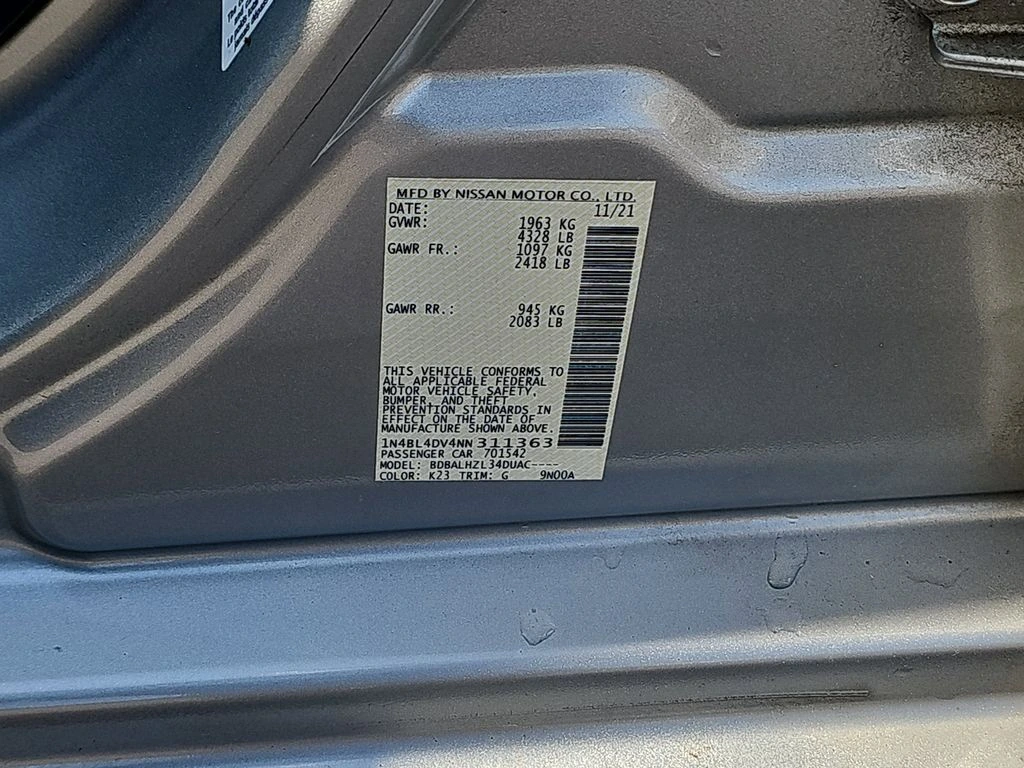 MFD BY NISSAN MOTOR CO., LTD.
DATE: 11/21
GVWR: 1963 KG
4328 LB
GAWR FR.: 1097 KG
2418 LB
GAWR RR.: 945 KG
2083 LB
THIS VEHICLE CONFORMS TO
ALL APPLICABLE FEDERAL
MOTOR VEHICLE SAFETY,
BUMPER, AND THEFT
PREVENTION STANDARDS IN
EFFECT ON THE DATE OF
MANUFACTURE SHOWN ABOVE.
1N4BL4DV4NN311363
PASSENGER CAR 701542
MODEL: BDBALHZL34DUAC----
COLOR: K23 TRIM: G 9N00A